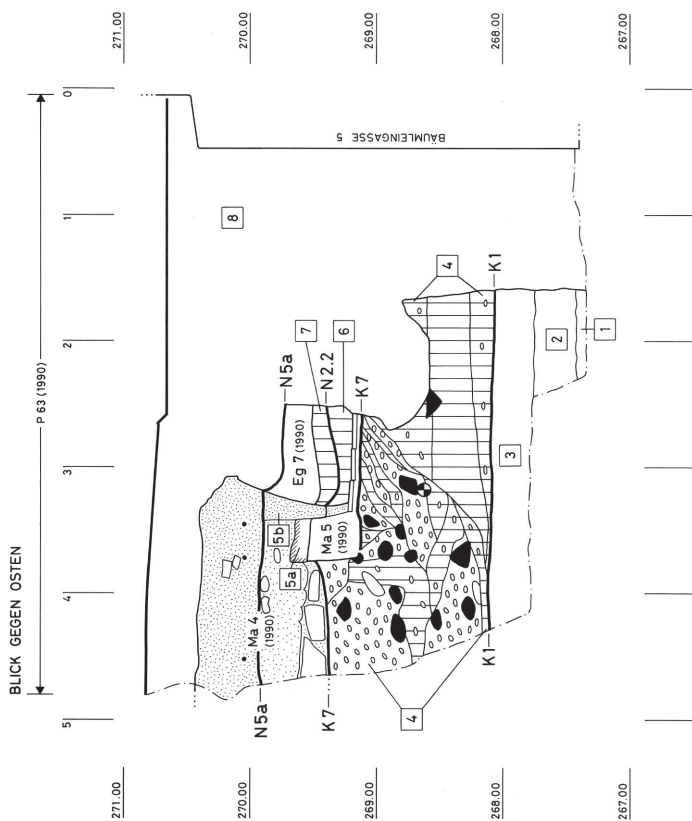 BLICK GEGEN OSTEN
P 63 (1990)
5
4
3
2
1
0
271.00
271.00
270.00
270.00
269.00
269.00
268.00
268.00
267.00
267.00
8
BÄUMLEINGASSE 5
N5a
Ma 4
(1990)
5b
5a
Eg 7 (1990)
N5a
7
N2.2
6
Ma 5
(1990)
K7
K7
4
4
K1
K1
3
2
1